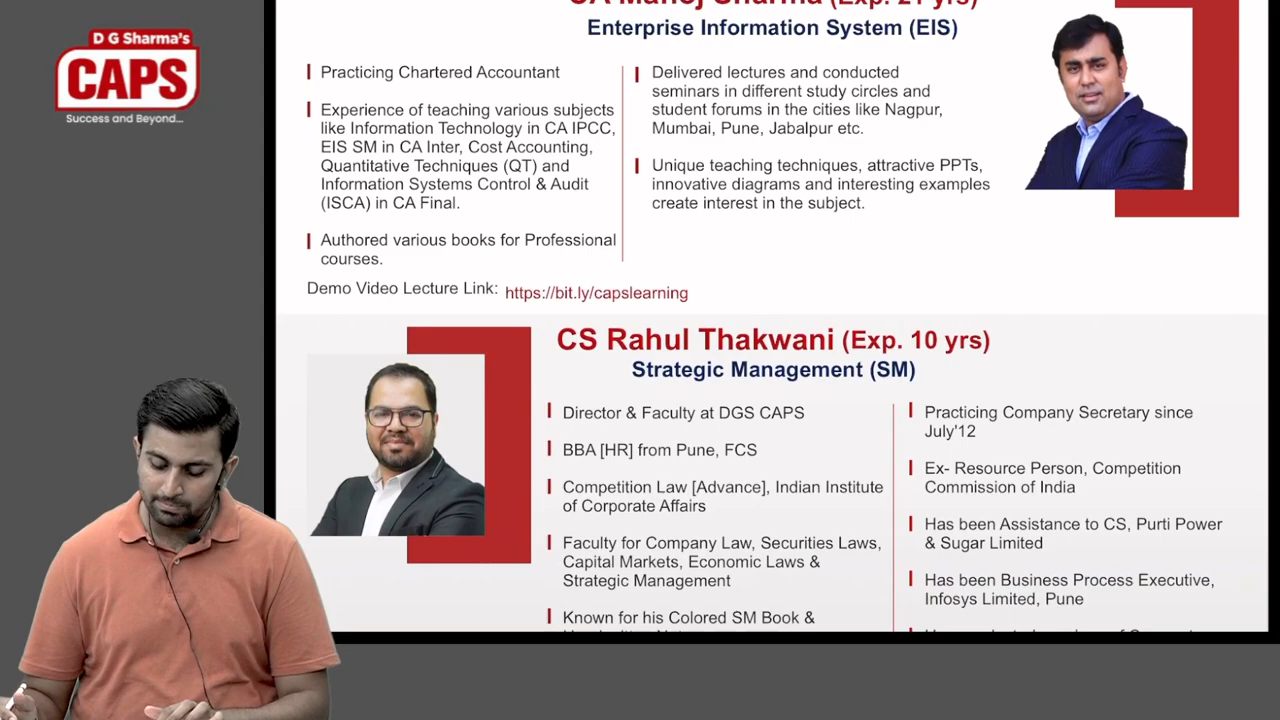 D G Sharma's
CAPS
Success and Beyond...
CA Manoj Sharma (Exp. 21 yrs)
Enterprise Information System (EIS)
Practicing Chartered Accountant
Experience of teaching various subjects
like Information Technology in CA IPCC,
EIS SM in CA Inter, Cost Accounting,
Quantitative Techniques (QT) and
Information Systems Control & Audit
(ISCA) in CA Final.
Authored various books for Professional
courses.
Delivered lectures and conducted
seminars in different study circles and
student forums in the cities like Nagpur,
Mumbai, Pune, Jabalpur etc.
Unique teaching techniques, attractive PPTs,
innovative diagrams and interesting examples
create interest in the subject.
Demo Video Lecture Link: https://bit.ly/capslearning
CS Rahul Thakwani (Exp. 10 yrs)
Strategic Management (SM)
Director & Faculty at DGS CAPS
BBA [HR] from Pune, FCS
Competition Law [Advance], Indian Institute
of Corporate Affairs
Faculty for Company Law, Securities Laws,
Capital Markets, Economic Laws &
Strategic Management
Known for his Colored SM Book &
Practicing Company Secretary since
July'12
Ex- Resource Person, Competition
Commission of India
Has been Assistance to CS, Purti Power
& Sugar Limited
Has been Business Process Executive,
Infosys Limited, Pune